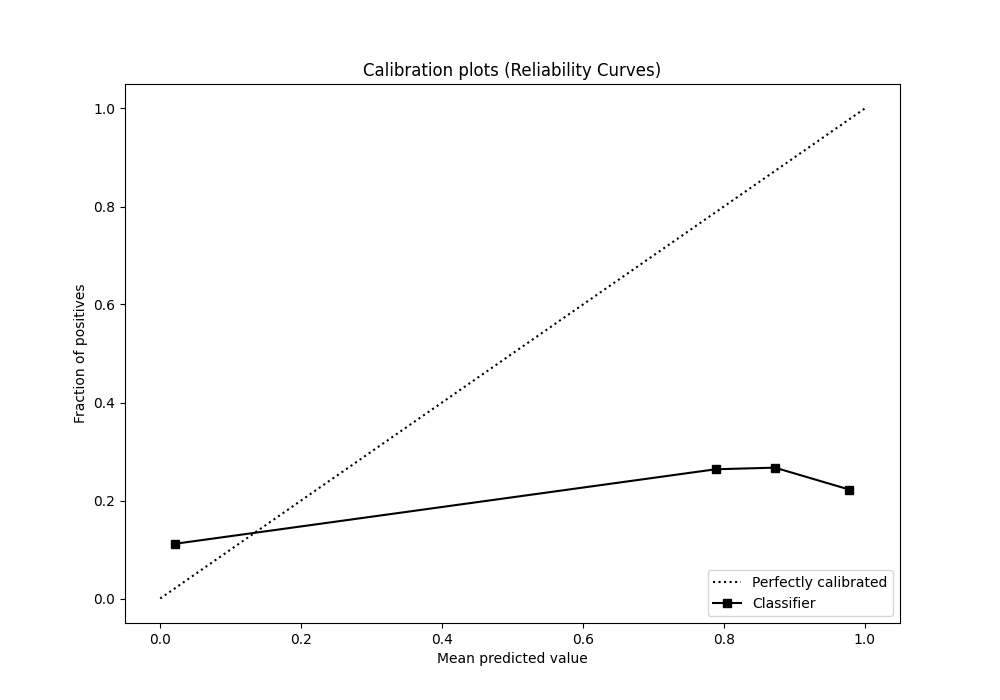 Calibration plots (Reliability Curves)
1.0
0.8
0.6
0.4
0.2
0.0
Fraction of positives
0.0 0.2 0.4 0.6 0.8 1.0
Mean predicted value
Perfectly calibrated
Classifier